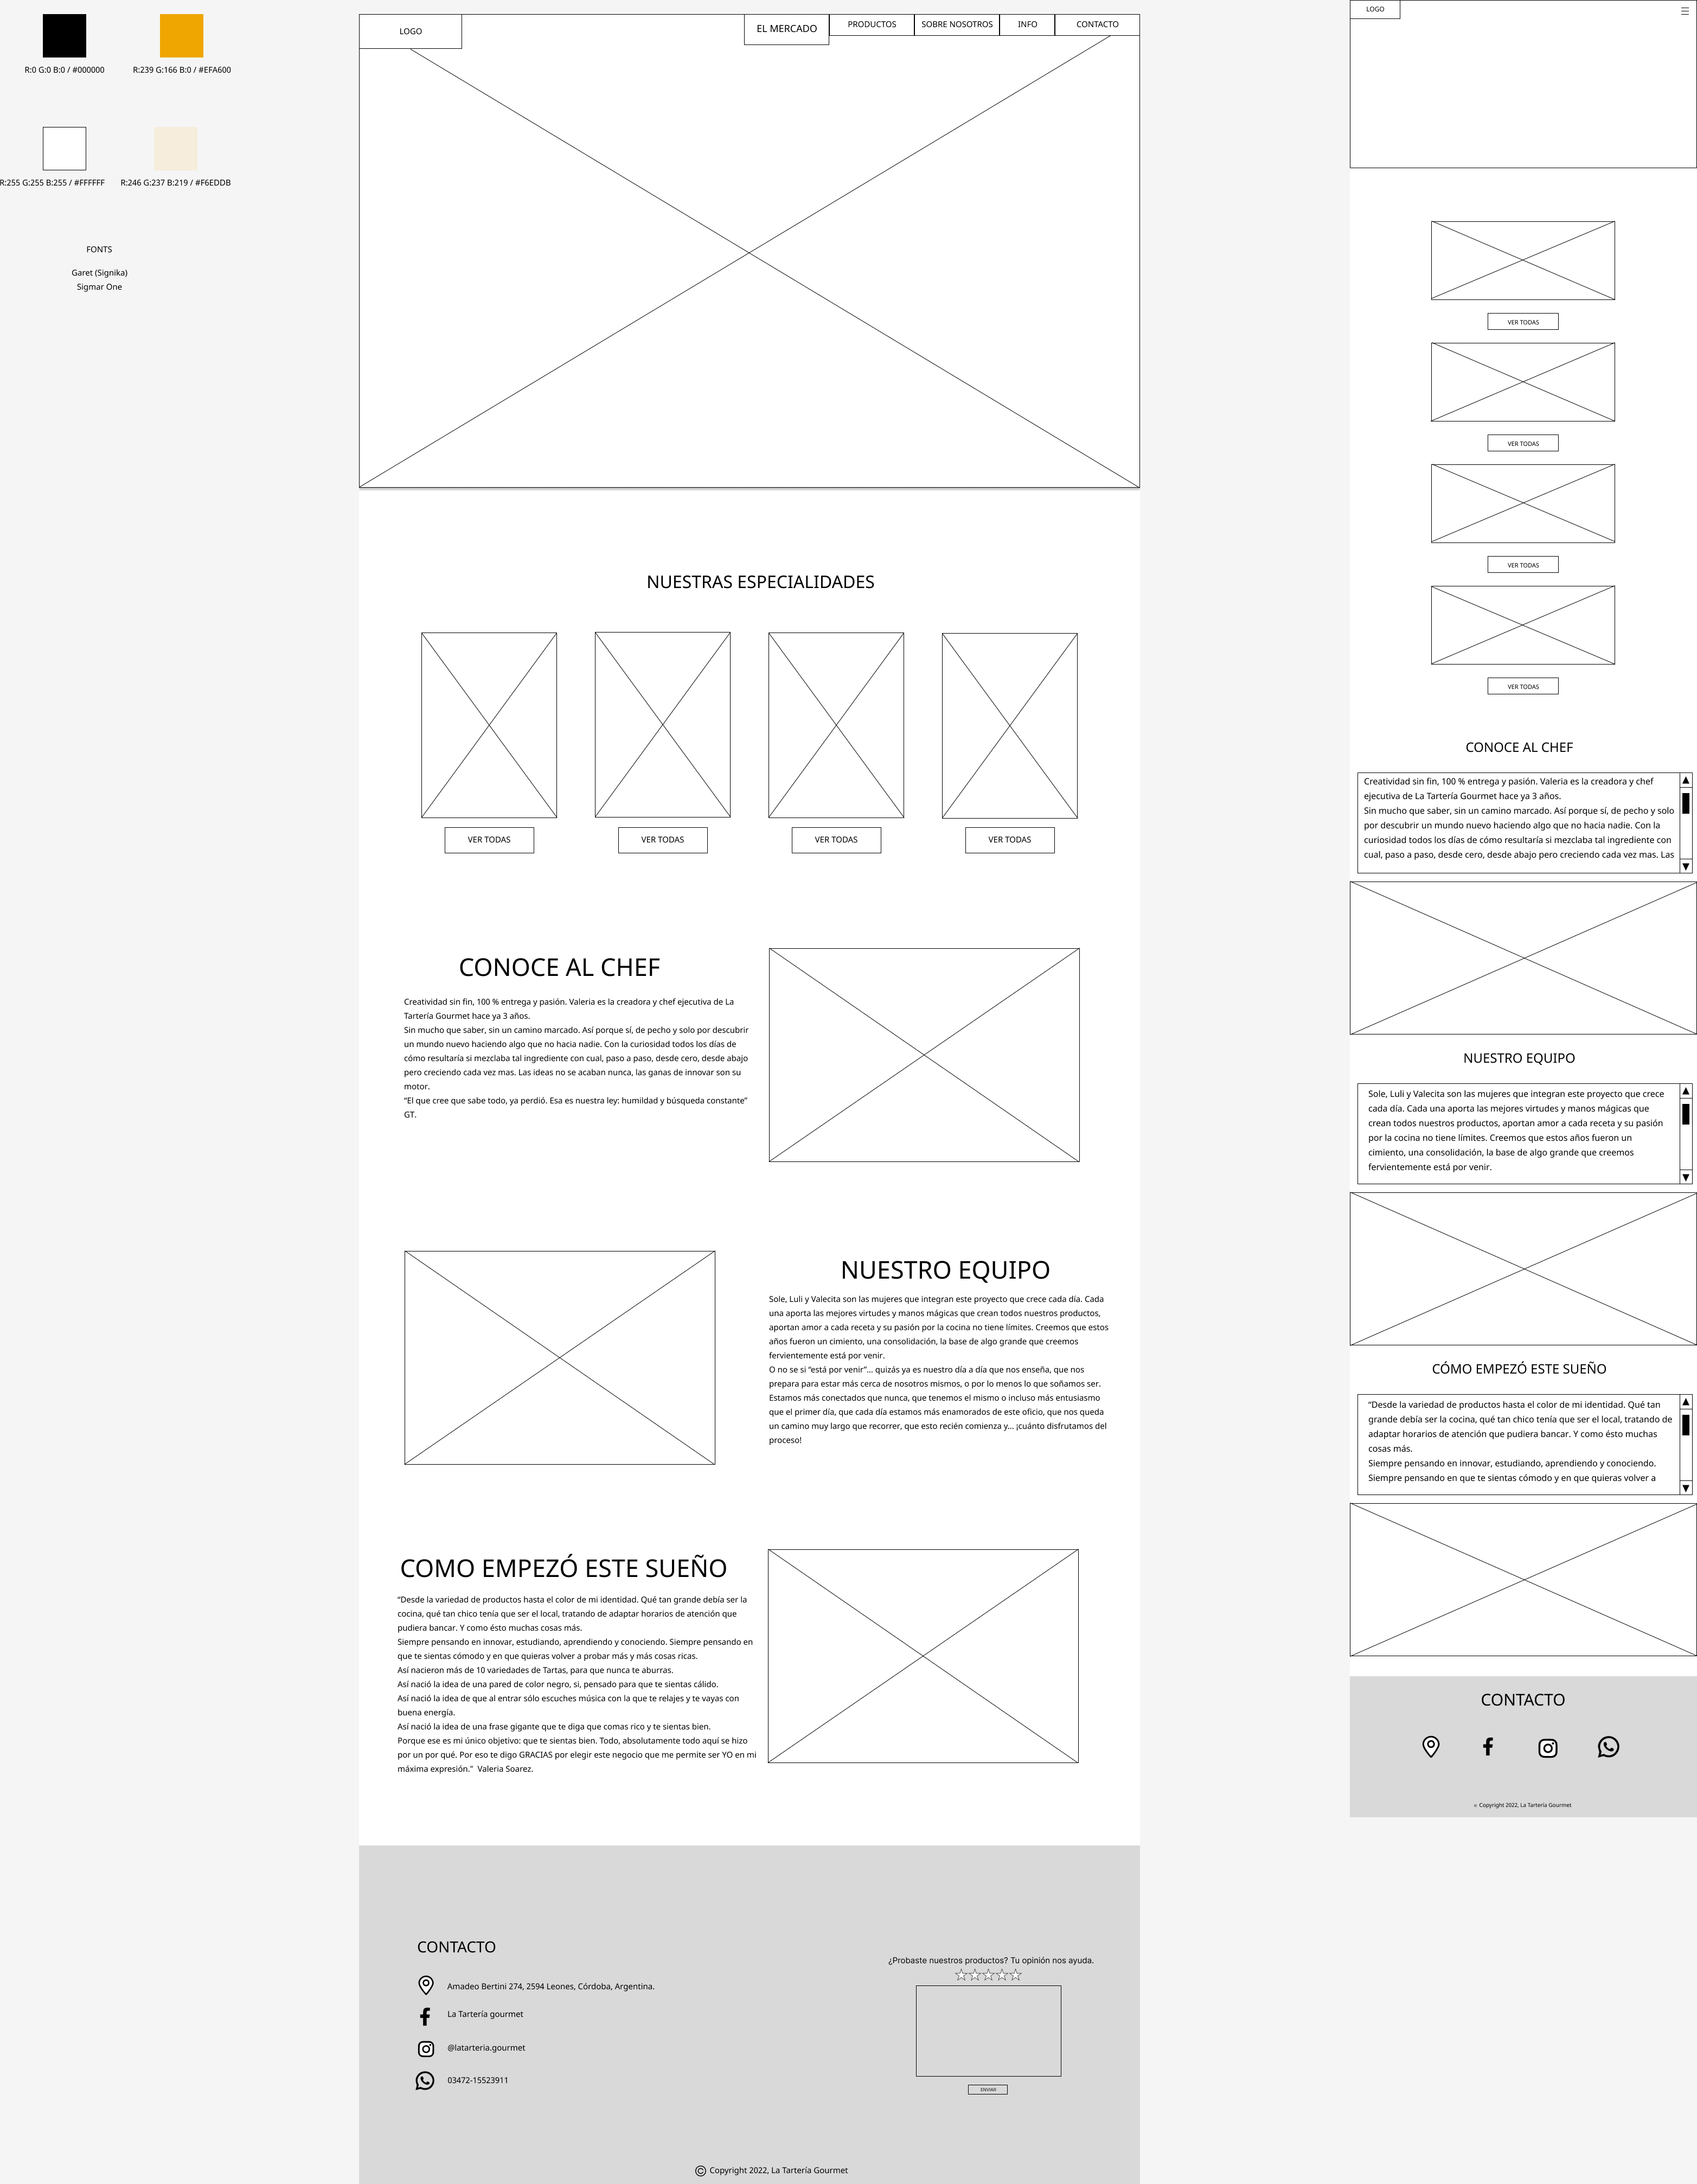 R:0 G:0 B:0 / #000000
R:239 G:166 B:0 / #EFA600
R:255 G:255 B:255 / #FFFFFF
R:246 G:237 B:219 / #F6EDDB
FONTS
Garet (Signika)
Sigmar One
LOGO
EL MERCADO
PRODUCTOS
SOBRE NOSOTROS
INFO
CONTACTO
NUESTRAS ESPECIALIDADES
VER TODAS
VER TODAS
VER TODAS
VER TODAS
CONOCE AL CHEF
Creatividad sin fin, 100 % entrega y pasión. Valeria es la creadora y chef ejecutiva de La
Tartería Gourmet hace ya 3 años.
Sin mucho que saber, sin un camino marcado. Así porque sí, de pecho y solo por descubrir
un mundo nuevo haciendo algo que no hacia nadie. Con la curiosidad todos los días de
cómo resultaría si mezclaba tal ingrediente con cual, paso a paso, desde cero, desde abajo
pero creciendo cada vez mas. Las ideas no se acaban nunca, las ganas de innovar son su
motor.
“El que cree que sabe todo, ya perdió. Esa es nuestra ley: humildad y búsqueda constante”
GT.
NUESTRO EQUIPO
Sole, Luli y Valecita son las mujeres que integran este proyecto que crece cada día. Cada
una aporta las mejores virtudes y manos mágicas que crean todos nuestros productos,
aportan amor a cada receta y su pasión por la cocina no tiene límites. Creemos que estos
años fueron un cimiento, una consolidación, la base de algo grande que creemos
fervientemente está por venir.
O no se si “está por venir”… quizás ya es nuestro día a día que nos enseña, que nos
prepara para estar más cerca de nosotros mismos, o por lo menos lo que soñamos ser.
Estamos más conectados que nunca, que tenemos el mismo o incluso más entusiasmo
que el primer día, que cada día estamos más enamorados de este oficio, que nos queda
un camino muy largo que recorrer, que esto recién comienza y… ¡cuánto disfrutamos del
proceso!
COMO EMPEZÓ ESTE SUEÑO
“Desde la variedad de productos hasta el color de mi identidad. Qué tan grande debía ser la
cocina, qué tan chico tenía que ser el local, tratando de adaptar horarios de atención que
pudiera bancar. Y como ésto muchas cosas más.
Siempre pensando en innovar, estudiando, aprendiendo y conociendo. Siempre pensando en
que te sientas cómodo y en que quieras volver a probar más y más cosas ricas.
Así nacieron más de 10 variedades de Tartas, para que nunca te aburras.
Así nació la idea de una pared de color negro, si, pensado para que te sientas cálido.
Así nació la idea de que al entrar sólo escuches música con la que te relajes y te vayas con
buena energía.
Así nació la idea de una frase gigante que te diga que comas rico y te sientas bien.
Porque ese es mi único objetivo: que te sientas bien. Todo, absolutamente todo aquí se hizo
por un por qué. Por eso te digo GRACIAS por elegir este negocio que me permite ser YO en mi
máxima expresión.” Valeria Soarez.
CONTACTO
Amadeo Bertini 274, 2594 Leones, Córdoba, Argentina.
La Tartería gourmet
@latarteria.gourmet
03472-15523911
¿Probaste nuestros productos? Tu opinión nos ayuda.
ENVIAR
© Copyright 2022, La Tartería Gourmet
LOGO
VER TODAS
VER TODAS
VER TODAS
VER TODAS
CONOCE AL CHEF
Creatividad sin fin, 100 % entrega y pasión. Valeria es la creadora y chef
ejecutiva de La Tartería Gourmet hace ya 3 años.
Sin mucho que saber, sin un camino marcado. Así porque sí, de pecho y solo
por descubrir un mundo nuevo haciendo algo que no hacia nadie. Con la
curiosidad todos los días de cómo resultaría si mezclaba tal ingrediente con
cual, paso a paso, desde cero, desde abajo pero creciendo cada vez mas. Las
NUESTRO EQUIPO
Sole, Luli y Valecita son las mujeres que integran este proyecto que crece
cada día. Cada una aporta las mejores virtudes y manos mágicas que
crean todos nuestros productos, aportan amor a cada receta y su pasión
por la cocina no tiene límites. Creemos que estos años fueron un
cimiento, una consolidación, la base de algo grande que creemos
fervientemente está por venir.
CÓMO EMPEZÓ ESTE SUEÑO
“Desde la variedad de productos hasta el color de mi identidad. Qué tan
grande debía ser la cocina, qué tan chico tenía que ser el local, tratando de
adaptar horarios de atención que pudiera bancar. Y como ésto muchas
cosas más.
Siempre pensando en innovar, estudiando, aprendiendo y conociendo.
Siempre pensando en que te sientas cómodo y en que quieras volver a
CONTACTO
© Copyright 2022, La Tartería Gourmet